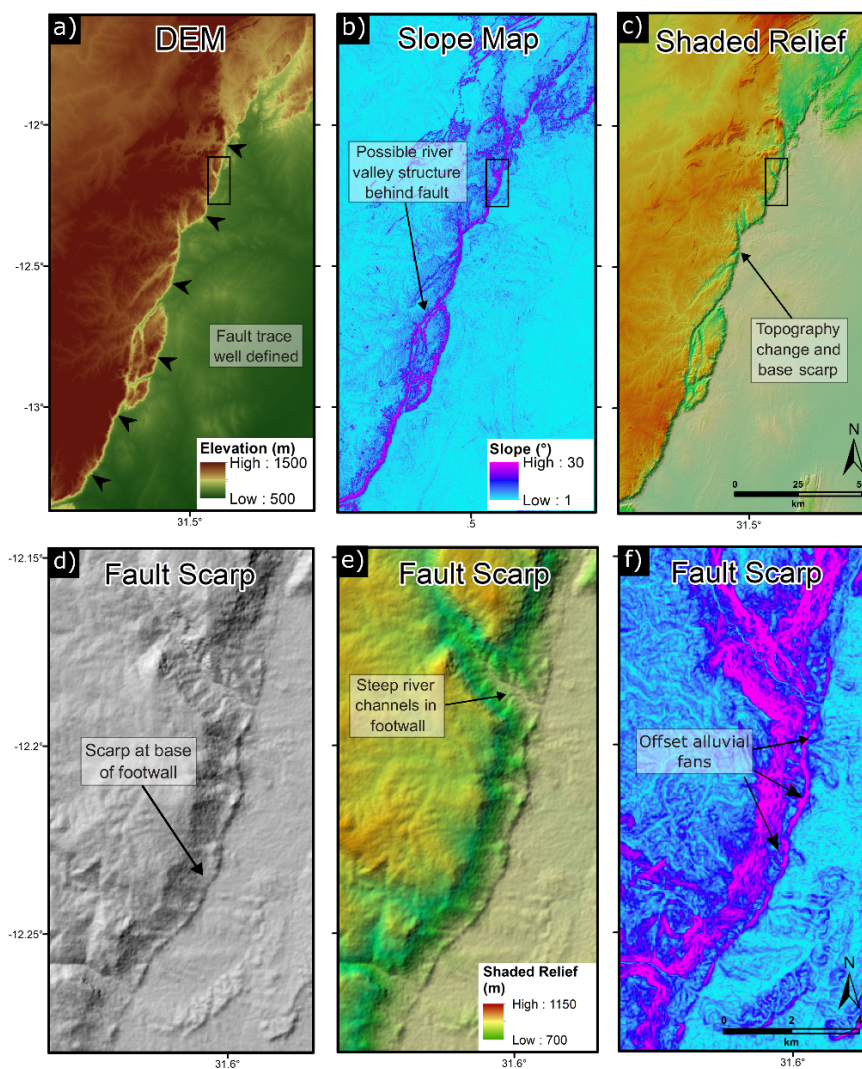 a)
DEM
-12°
-12.5°
-13°
Fault trace
well defined
Elevation (m)
High : 1500
Low : 500
31.5°
b)
Slope Map
Possible river
valley structure
behind fault
Slope (°)
High : 30
Low : 1
.5
c)
Shaded Relief
Topography
change and
base scarp
N
0
25
5
km
31.5°
d)
Fault Scarp
-12.15°
-12.2°
-12.25°
Scarp at base
of footwall
31.6°
e)
Fault Scarp
Steep river
channels in
footwall
Shaded Relief
(m)
High : 1150
Low : 700
31.6°
f)
Fault Scarp
Offset alluvial
fans
N
0
2
4
km
31.6°